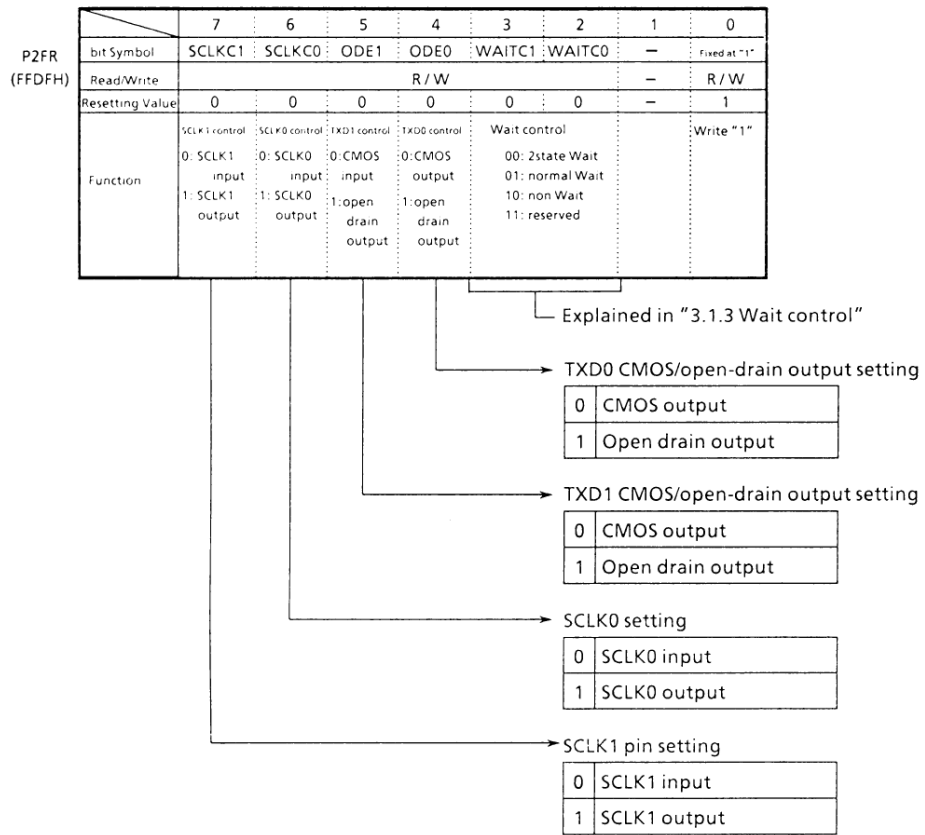 7 6 5 4 3 2 1 0
P2FR
(FFDFH)
bit Symbol SCLKC1 SCLKC0 ODE1 ODE0 WAITC1 WAITC0 — Fixed at "1"
Read/Write R / W — R / W
Resetting Value 0 0 0 0 0 0 — 1
Function
SCLK1 control
0: SCLK1
input
1: SCLK1
output
SCLK0 control
0: SCLK0
input
1: SCLK0
output
TXD1 control
0:CMOS
input
1:open
drain
output
TXD0 control
0:CMOS
output
1:open
drain
output
Wait control
00: 2state Wait
01: normal Wait
10: non Wait
11: reserved
Write "1"
Explained in "3.1.3 Wait control"
TXD0 CMOS/open-drain output setting
0 CMOS output
1 Open drain output
TXD1 CMOS/open-drain output setting
0 CMOS output
1 Open drain output
SCLK0 setting
0 SCLK0 input
1 SCLK0 output
SCLK1 pin setting
0 SCLK1 input
1 SCLK1 output